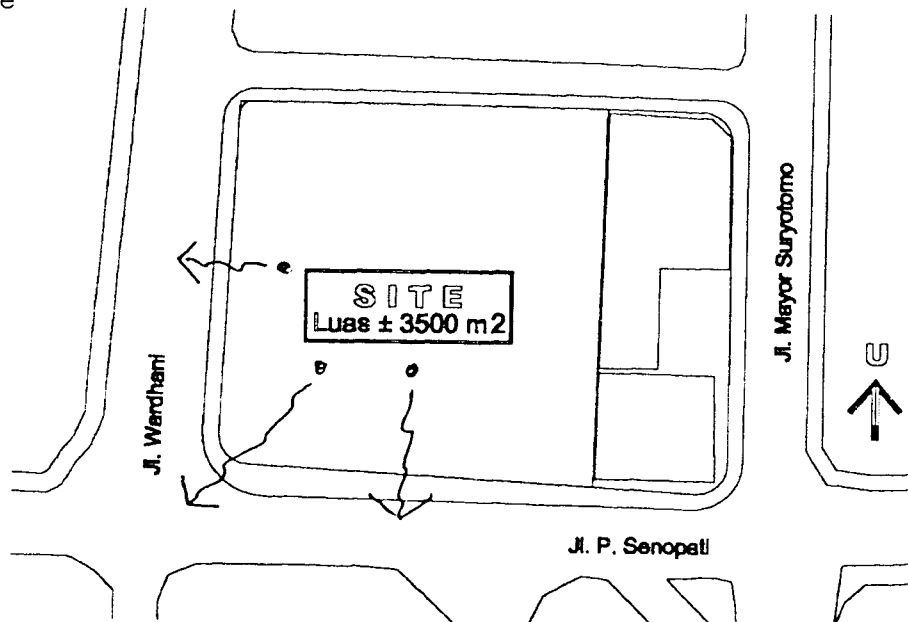 e
SITE
Luas ± 3500 m2
Jl. Mayor Suryotomo
U
Jl. Wardhani
Jl. P. Senopati